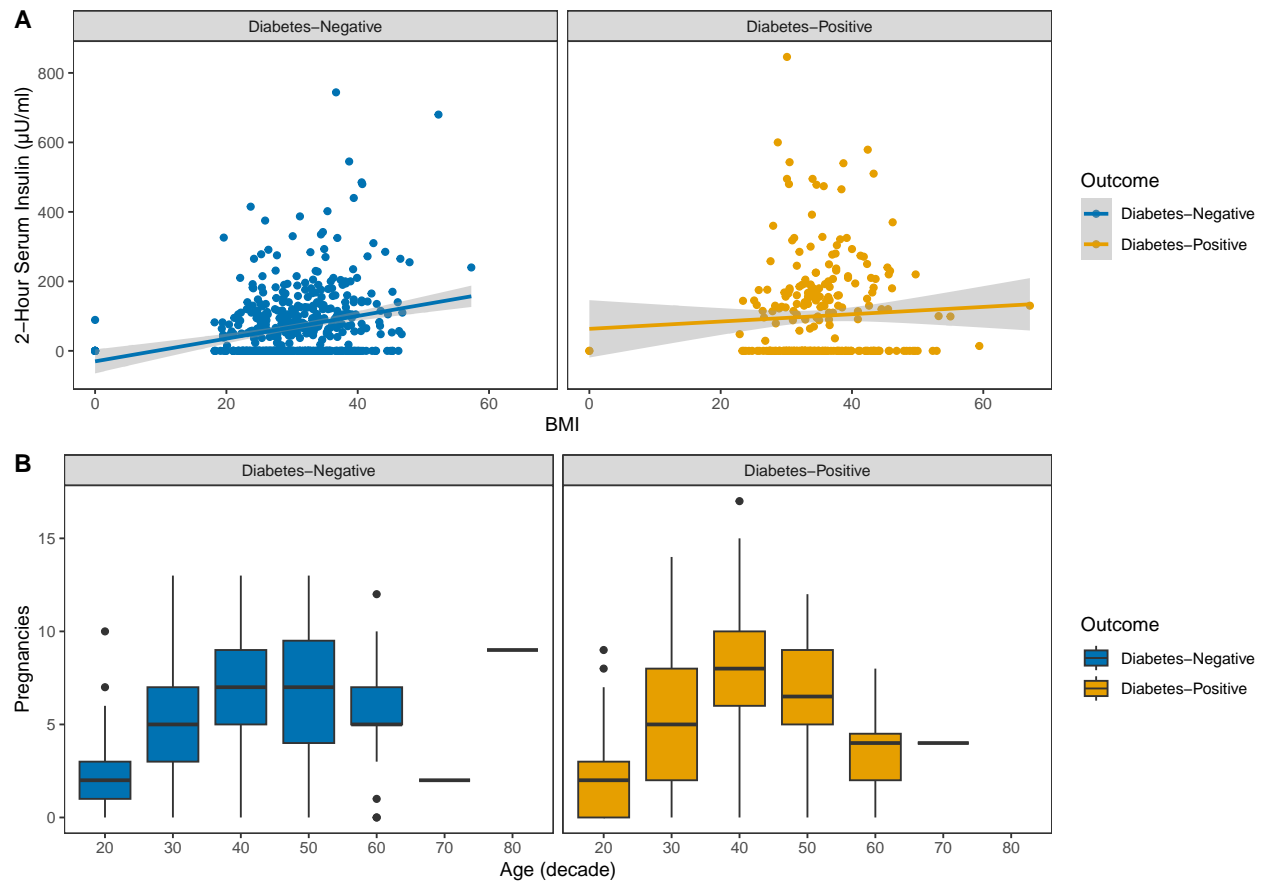 A
Diabetes−Negative
Diabetes−Positive
2−Hour Serum Insulin (µU/ml)
800
600
400
200
0
0 20 40 60
0 20 40 60
BMI
Outcome
Diabetes−Negative
Diabetes−Positive
B
Diabetes−Negative
Diabetes−Positive
Pregnancies
15
10
5
0
20 30 40 50 60 70 80
20 30 40 50 60 70 80
Age (decade)
Outcome
Diabetes−Negative
Diabetes−Positive